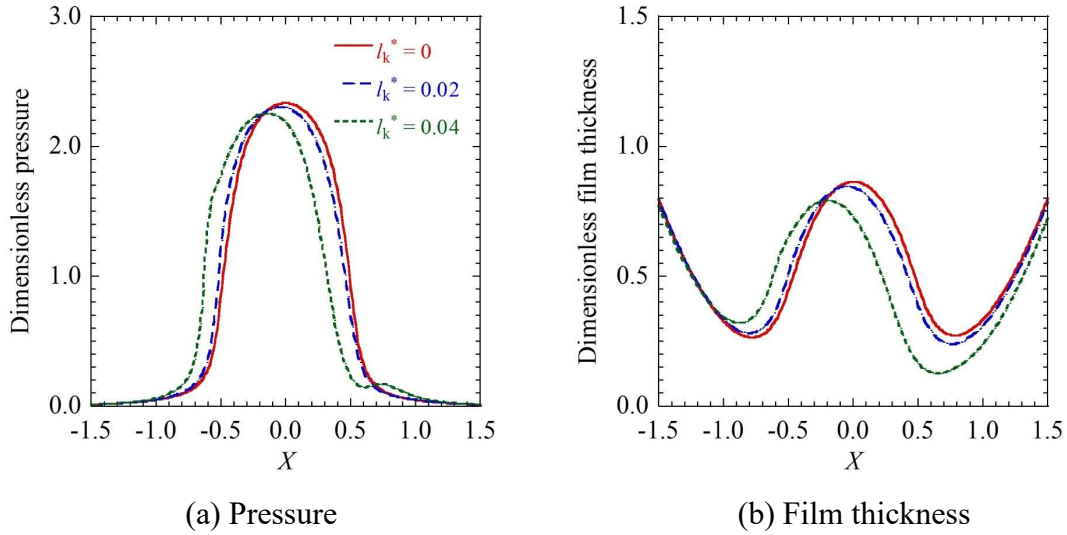 3.0
2.0
1.0
0.0
Dimensionless pressure
-1.5 -1.0 -0.5 0.0 0.5 1.0 1.5
X
l_k^* = 0
l_k^* = 0.02
l_k^* = 0.04
(a) Pressure
1.5
1.0
0.5
0.0
Dimensionless film thickness
-1.5 -1.0 -0.5 0.0 0.5 1.0 1.5
X
(b) Film thickness